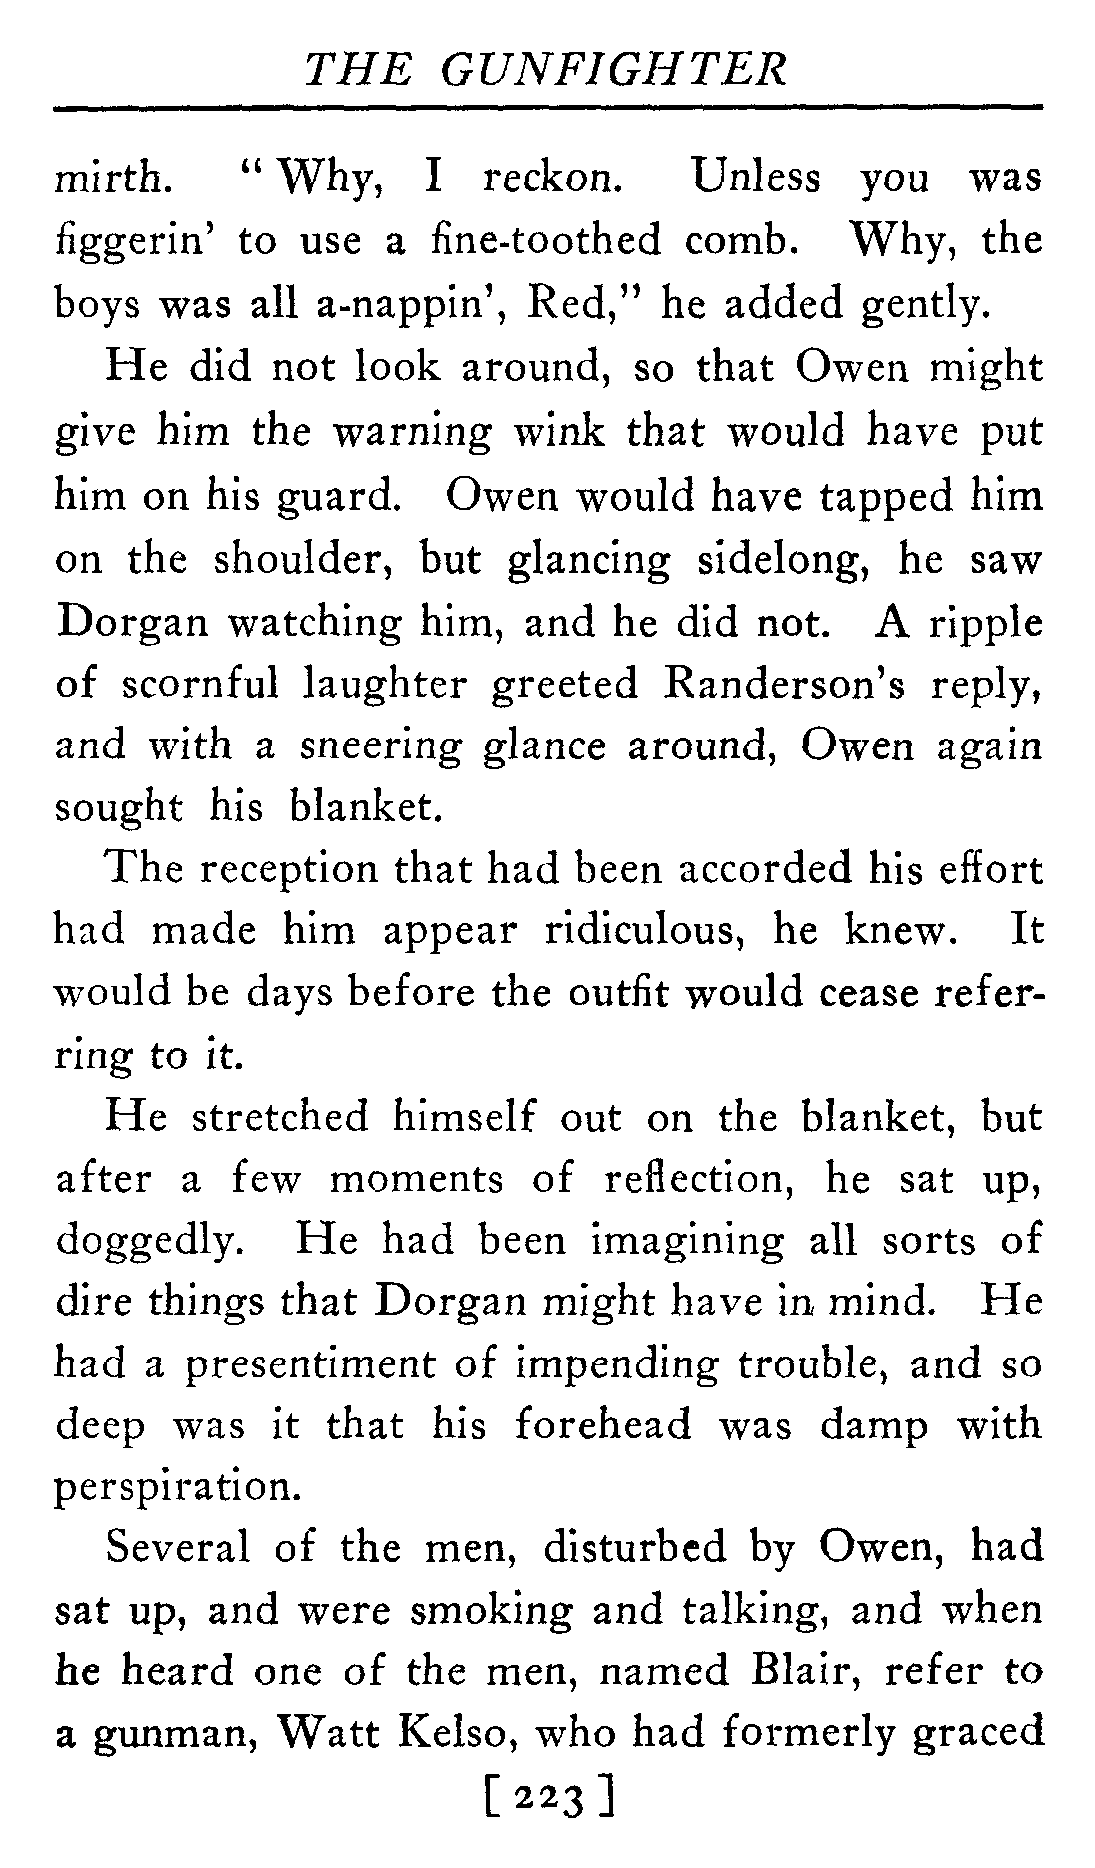 THE GUNFIGHTER
mirth. “ Why, I reckon. Unless you was
figgerin’ to use a fine-toothed comb. Why, the
boys was all a-nappin’, Red,” he added gently.
He did not look around, so that Owen might
give him the warning wink that would have put
him on his guard. Owen would have tapped him
on the shoulder, but glancing sidelong, he saw
Dorgan watching him, and he did not. A ripple
of scornful laughter greeted Randerson’s reply,
and with a sneering glance around, Owen again
sought his blanket.
The reception that had been accorded his effort
had made him appear ridiculous, he knew. It
would be days before the outfit would cease refer-
ring to it.
He stretched himself out on the blanket, but
after a few moments of reflection, he sat up,
doggedly. He had been imagining all sorts of
dire things that Dorgan might have in mind. He
had a presentiment of impending trouble, and so
deep was it that his forehead was damp with
perspiration.
Several of the men, disturbed by Owen, had
sat up, and were smoking and talking, and when
he heard one of the men, named Blair, refer to
a gunman, Watt Kelso, who had formerly graced
[ 223 ]